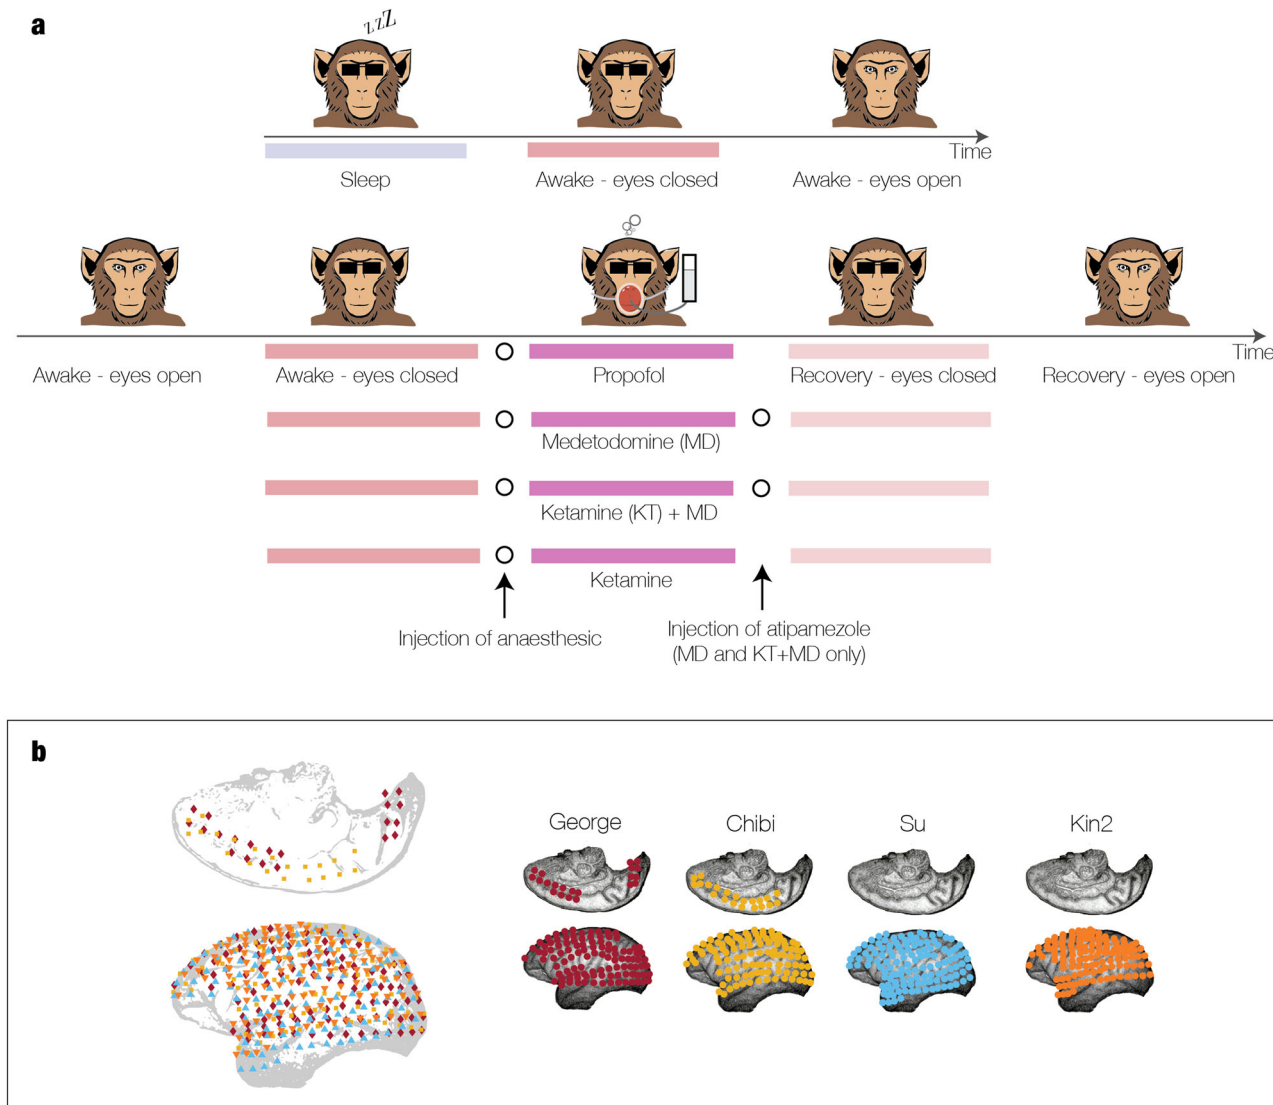 a
zzZ
Time
Sleep
Awake - eyes closed
Awake - eyes open
Time
Awake - eyes open
Awake - eyes closed
Propofol
Recovery - eyes closed
Recovery - eyes open
Medetodomine (MD)
Ketamine (KT) + MD
Ketamine
Injection of anaesthesic
Injection of atipamezole
(MD and KT+MD only)
b
George
Chibi
Su
Kin2